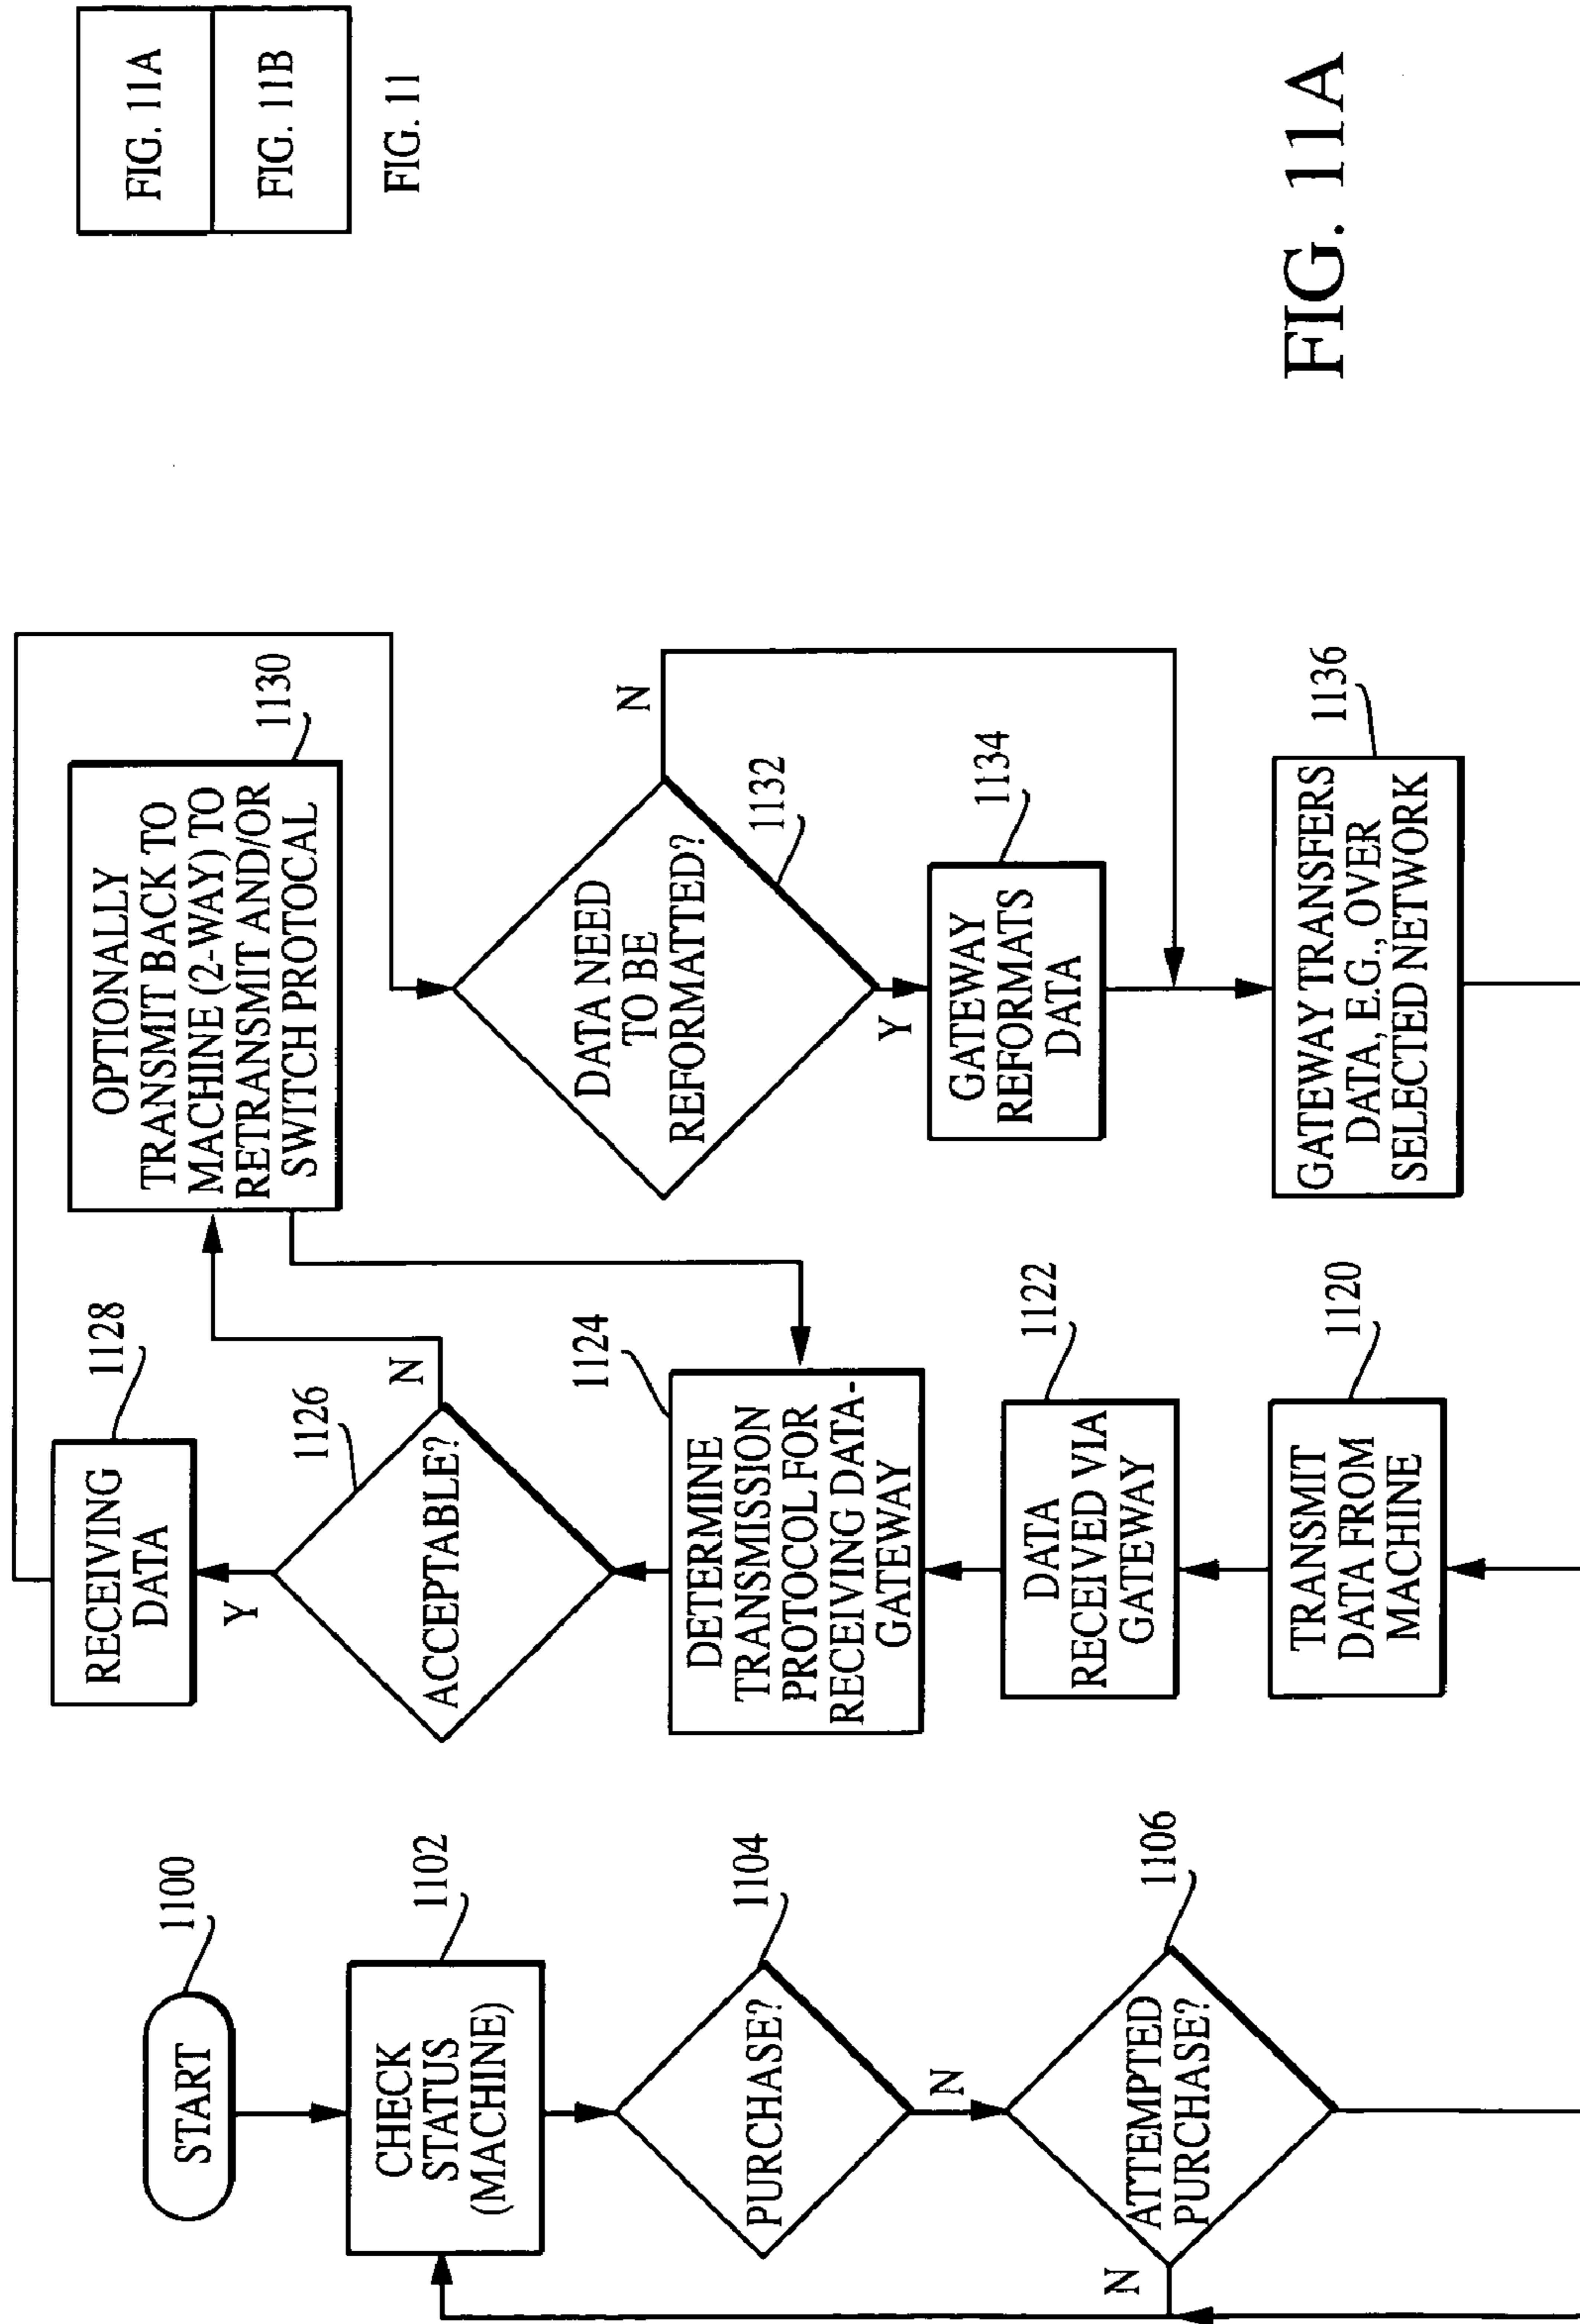 START
1100
CHECK
STATUS
(MACHINE)
1102
PURCHASE?
1104
N
ATTEMPTED
PURCHASE?
1106
N
RECEIVING
DATA
1128
Y
ACCEPTABLE?
1126
N
DETERMINE
TRANSMISSION
PROTOCOL FOR
RECEIVING DATA-
GATEWAY
1124
DATA
RECEIVED VIA
GATEWAY
1122
TRANSMIT
DATA FROM
MACHINE
1120
OPTIONALLY
TRANSMIT BACK TO
MACHINE (2-WAY) TO
RETRANSMIT AND/OR
SWITCH PROTOCAL
1130
DATA NEED
TO BE
REFORMATTED?
1132
N
Y
GATEWAY
REFORMATS
DATA
1134
GATEWAY TRANSFERS
DATA, E.G., OVER
SELECTED NETWORK
1136
FIG. 11A
FIG. 11B
FIG. 11
FIG. 11A